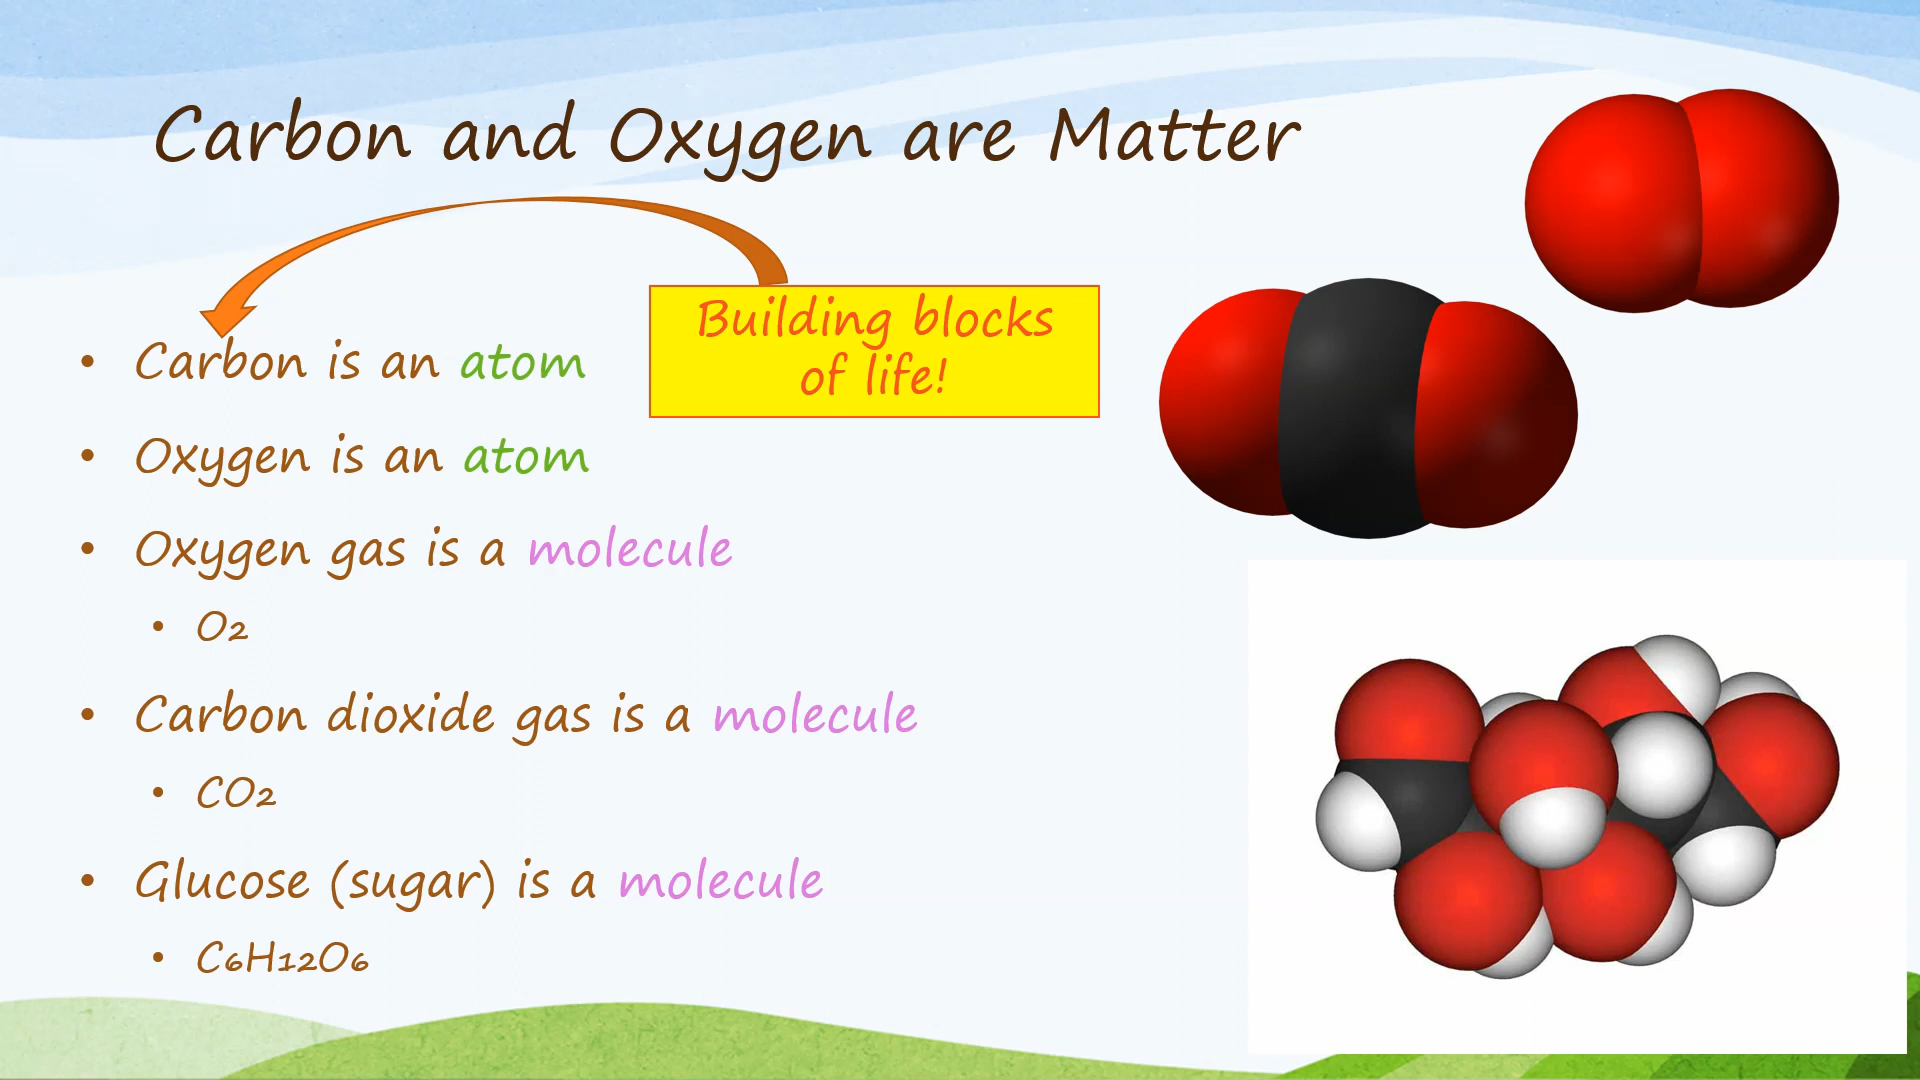 Carbon and Oxygen are Matter
Building blocks
of life!
• Carbon is an atom
• Oxygen is an atom
• Oxygen gas is a molecule
• O2
• Carbon dioxide gas is a molecule
• CO2
• Glucose (sugar) is a molecule
• C6H12O6